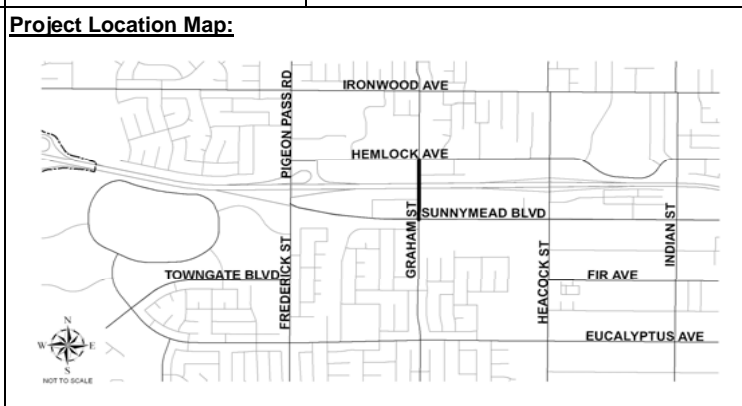 Project Location Map:
IRONWOOD AVE
PIGEON PASS RD
HEMLOCK AVE
SUNNYMEAD BLVD
GRAHAM ST
INDIAN ST
FREDERICK ST
HEACOCK ST
TOWNGATE BLVD
FIR AVE
EUCALYPTUS AVE
N
W E
S
NOT TO SCALE